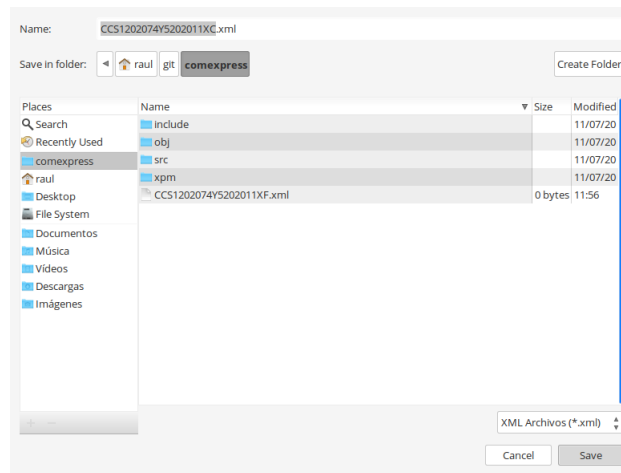 Name: CCS1202074Y5202011XC.xml
Save in folder: raul git comexpress Create Folder
Places Name Size Modified
Search include 11/07/20
Recently Used obj 11/07/20
comexpress src 11/07/20
raul xpm 11/07/20
Desktop CCS1202074Y5202011XF.xml 0 bytes 11:56
File System
Documentos
Música
Vídeos
Descargas
Imágenes
XML Archivos (*.xml)
Cancel Save